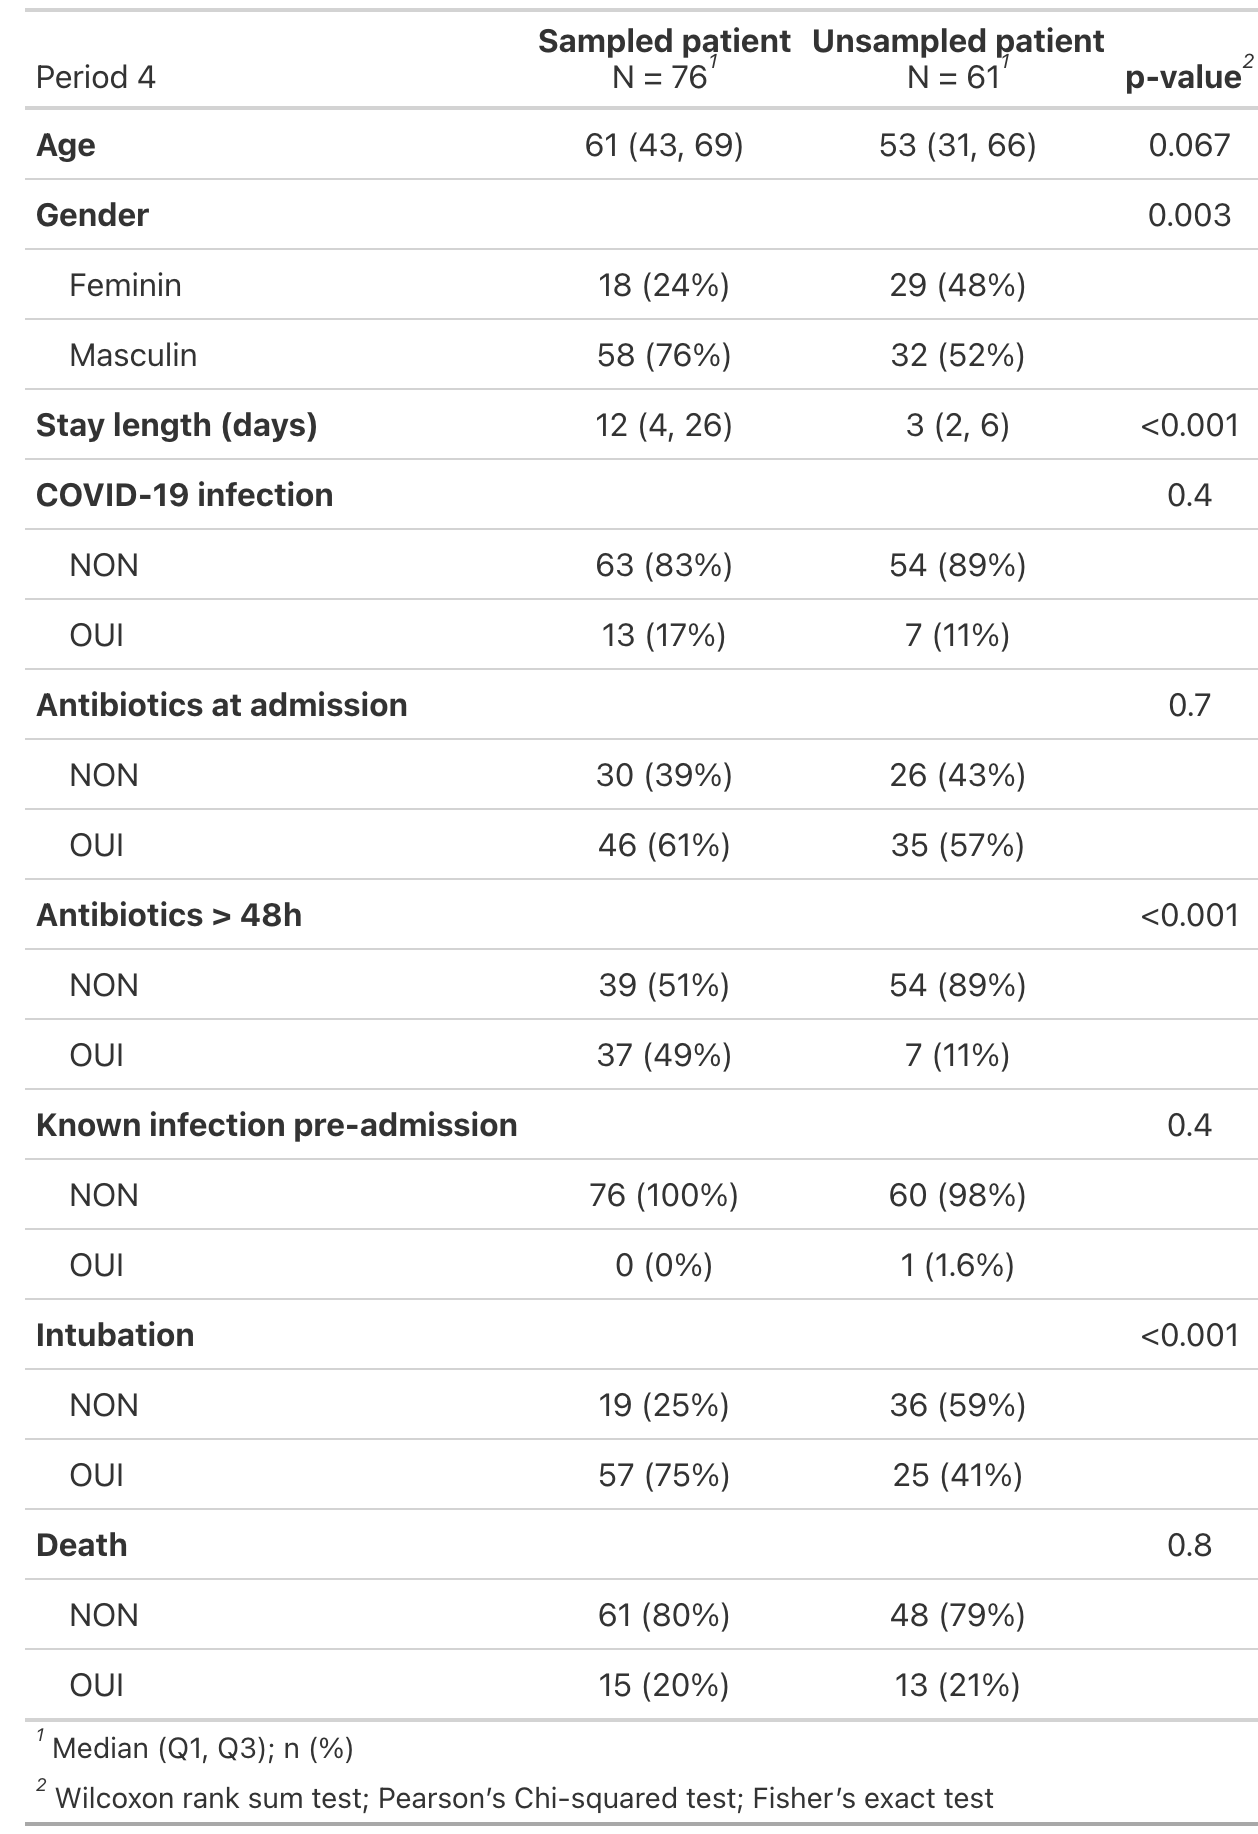 Period 4 Sampled patient N = 76¹ Unsampled patient N = 61¹ p-value²
Age 61 (43, 69) 53 (31, 66) 0.067
Gender 0.003
Feminin 18 (24%) 29 (48%)
Masculin 58 (76%) 32 (52%)
Stay length (days) 12 (4, 26) 3 (2, 6) <0.001
COVID-19 infection 0.4
NON 63 (83%) 54 (89%)
OUI 13 (17%) 7 (11%)
Antibiotics at admission 0.7
NON 30 (39%) 26 (43%)
OUI 46 (61%) 35 (57%)
Antibiotics > 48h <0.001
NON 39 (51%) 54 (89%)
OUI 37 (49%) 7 (11%)
Known infection pre-admission 0.4
NON 76 (100%) 60 (98%)
OUI 0 (0%) 1 (1.6%)
Intubation <0.001
NON 19 (25%) 36 (59%)
OUI 57 (75%) 25 (41%)
Death 0.8
NON 61 (80%) 48 (79%)
OUI 15 (20%) 13 (21%)
¹ Median (Q1, Q3); n (%)
² Wilcoxon rank sum test; Pearson's Chi-squared test; Fisher's exact test